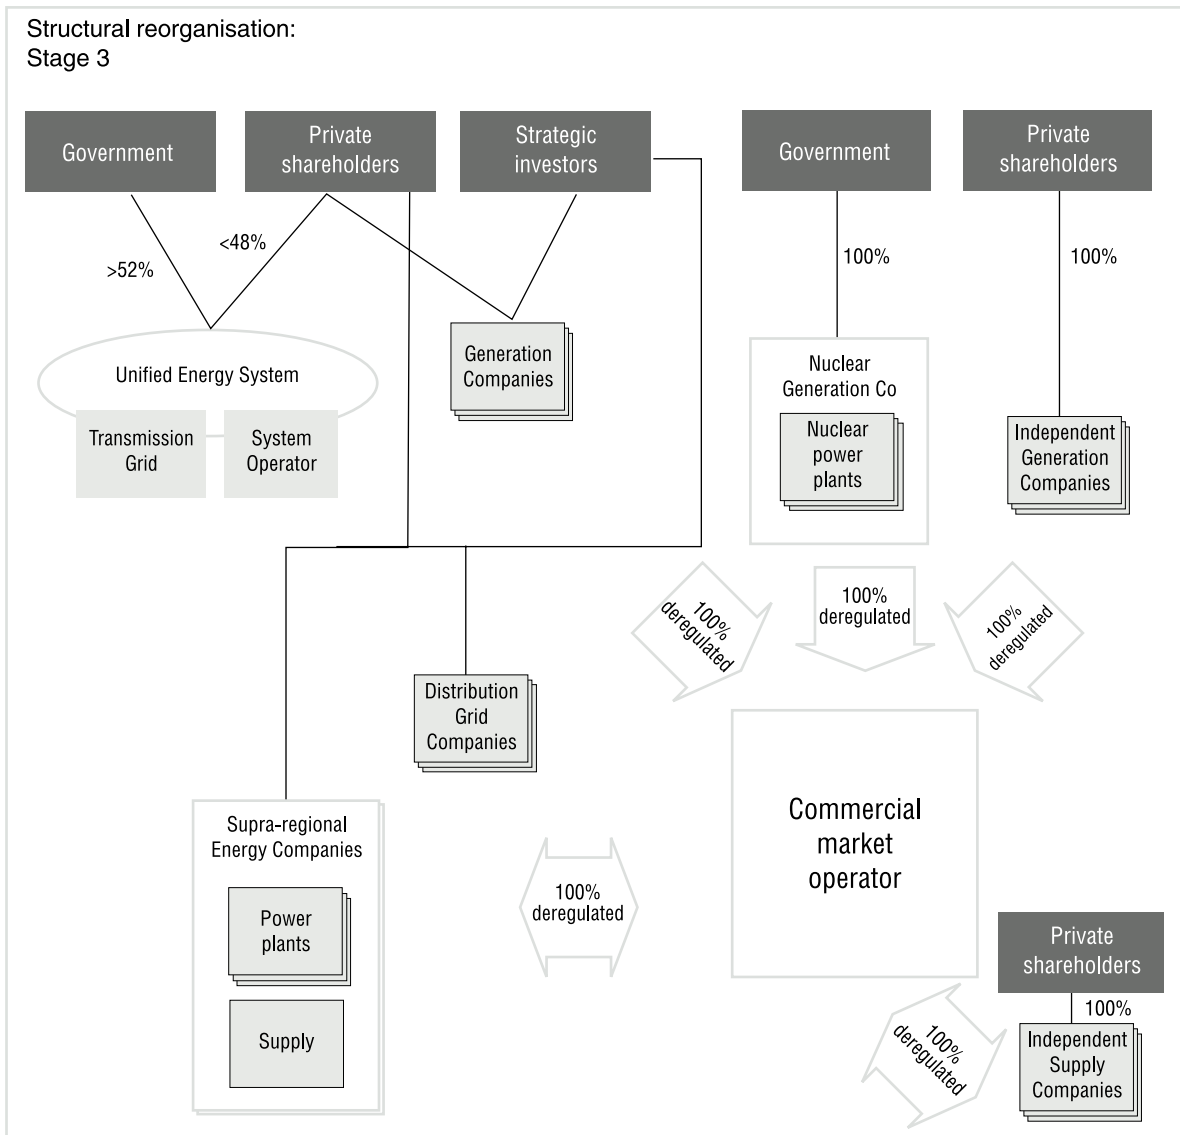 Structural reorganisation:
Stage 3
Government
Private
shareholders
Strategic
investors
Government
Private
shareholders
>52%
<48%
100%
100%
Unified Energy System
Transmission
Grid
System
Operator
Generation
Companies
Nuclear
Generation Co
Nuclear
power
plants
Independent
Generation
Companies
100%
deregulated
100%
deregulated
100%
deregulated
Distribution
Grid
Companies
Supra-regional
Energy Companies
Power
plants
Supply
100%
deregulated
Commercial
market
operator
Private
shareholders
100%
100%
deregulated
Independent
Supply
Companies